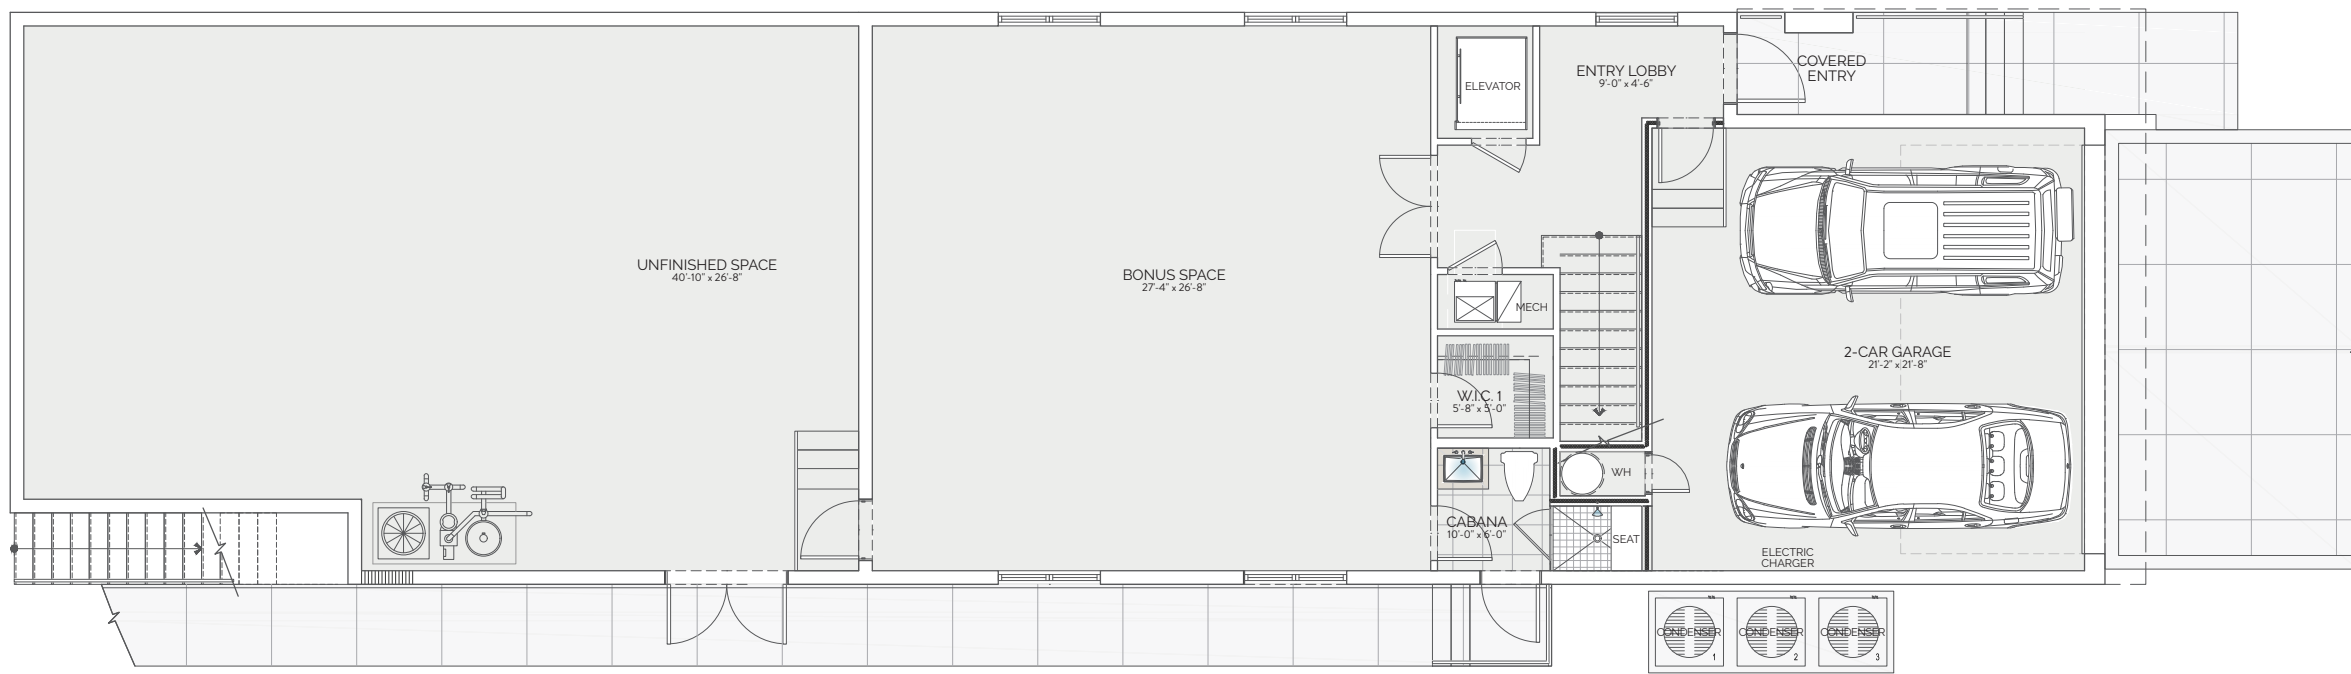 UNFINISHED SPACE
40'-10" x 26'-8"
BONUS SPACE
27'-4" x 26'-8"
ELEVATOR
ENTRY LOBBY
9'-0" x 4'-6"
COVERED
ENTRY
MECH
W.I.C. 1
5'-8" x 5'-0"
2-CAR GARAGE
21'-2" x 21'-8"
WH
CABANA
10'-0" x 6'-0"
SEAT
ELECTRIC
CHARGER
CONDENSER
1
CONDENSER
2
CONDENSER
3